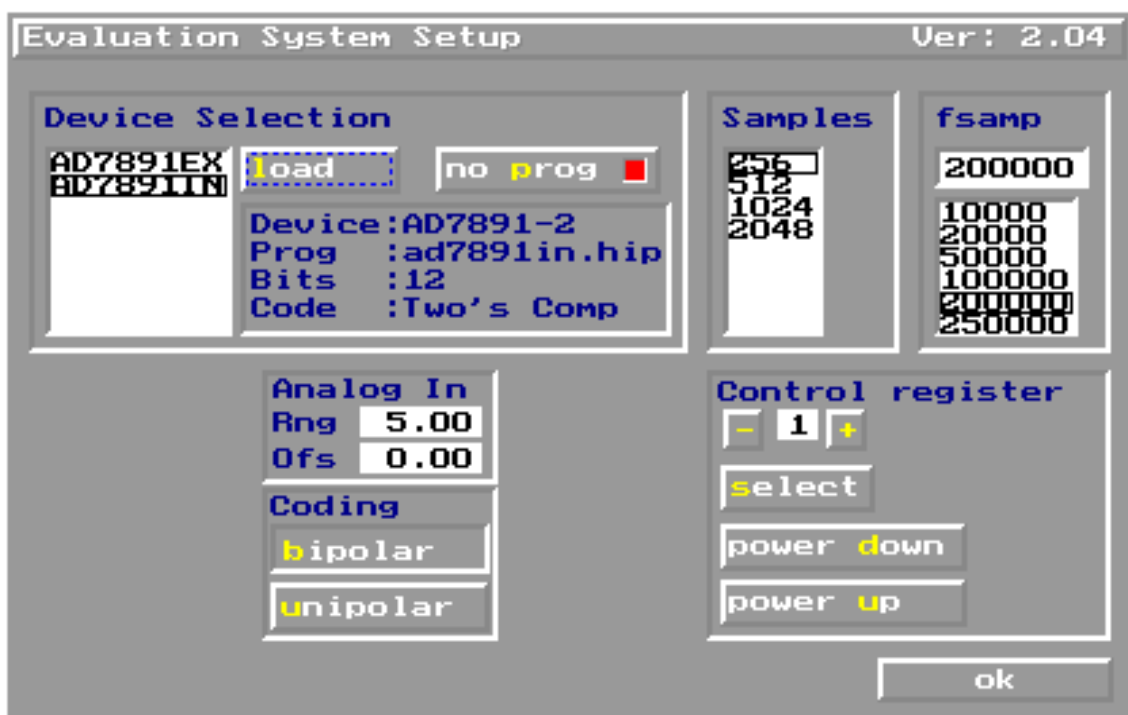 Evaluation System Setup Ver: 2.04
Device Selection
AD7891EX
AD7891IN
load
no prog
Device:AD7891-2
Prog :ad7891in.hip
Bits :12
Code :Two's Comp
Samples
256
512
1024
2048
fsamp
200000
10000
20000
50000
100000
200000
250000
Analog In
Rng 5.00
Ofs 0.00
Coding
bipolar
unipolar
Control register
- 1 +
select
power down
power up
ok